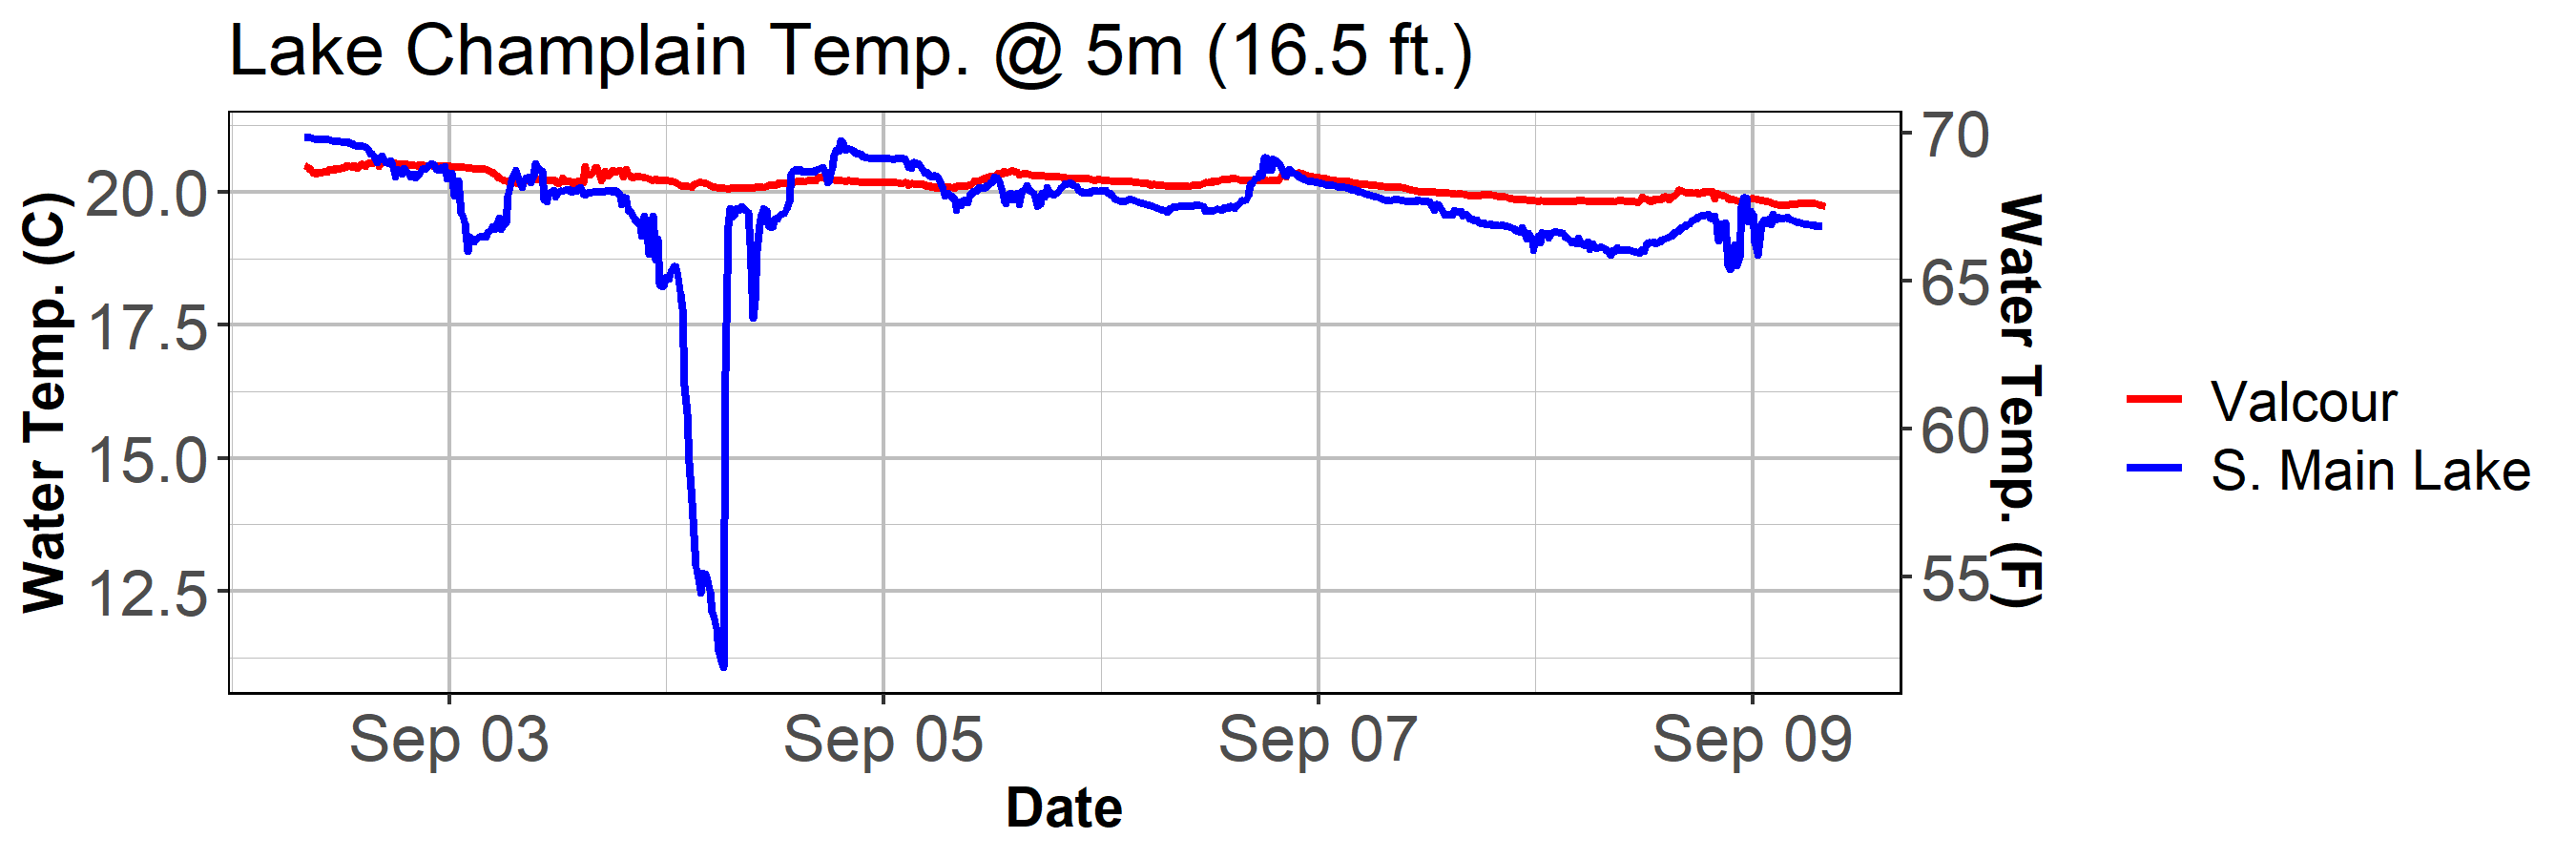 Lake Champlain Temp. @ 5m (16.5 ft.)
Water Temp. (C)
20.0
17.5
15.0
12.5
70
65
60
55
Water Temp. (F)
Sep 03
Sep 05
Sep 07
Sep 09
Date
Valcour
S. Main Lake